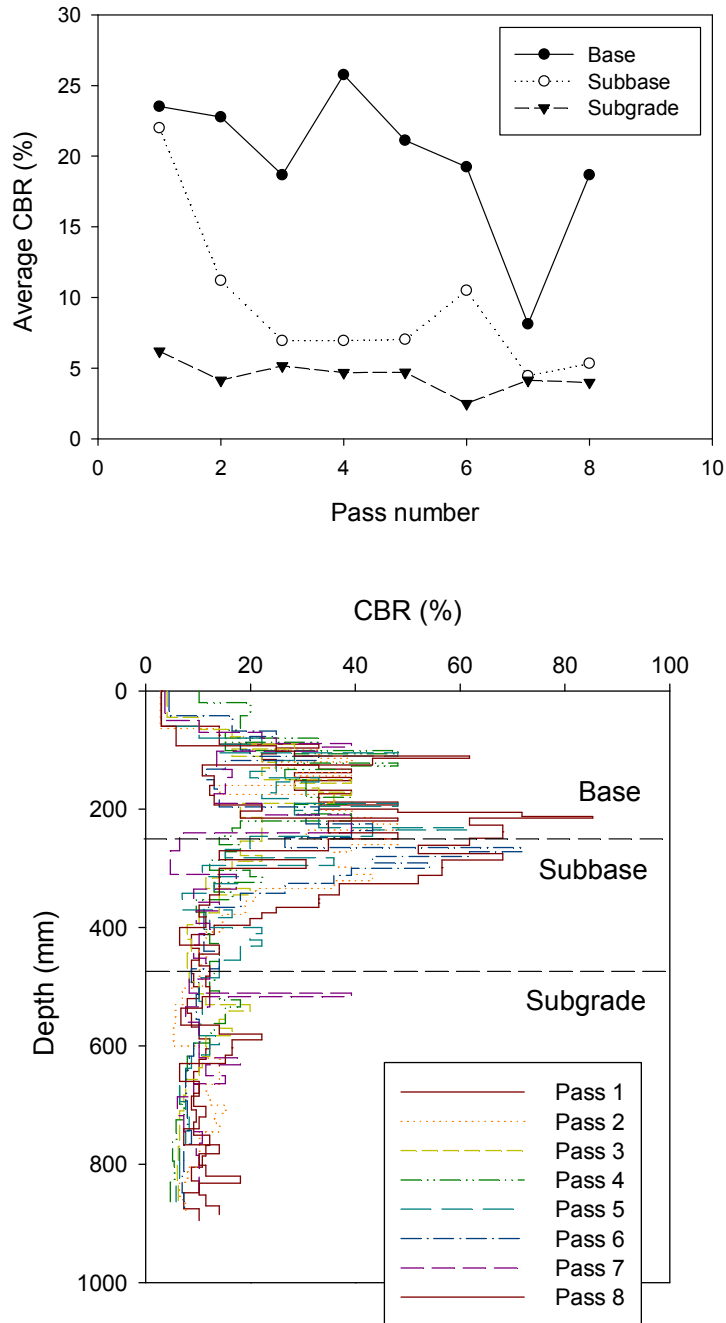 30
25
20
15
10
5
0
Average CBR (%)
Base
Subbase
Subgrade
0 2 4 6 8 10
Pass number
CBR (%)
0 20 40 60 80 100
0
200
400
600
800
1000
Depth (mm)
Base
Subbase
Subgrade
Pass 1
Pass 2
Pass 3
Pass 4
Pass 5
Pass 6
Pass 7
Pass 8